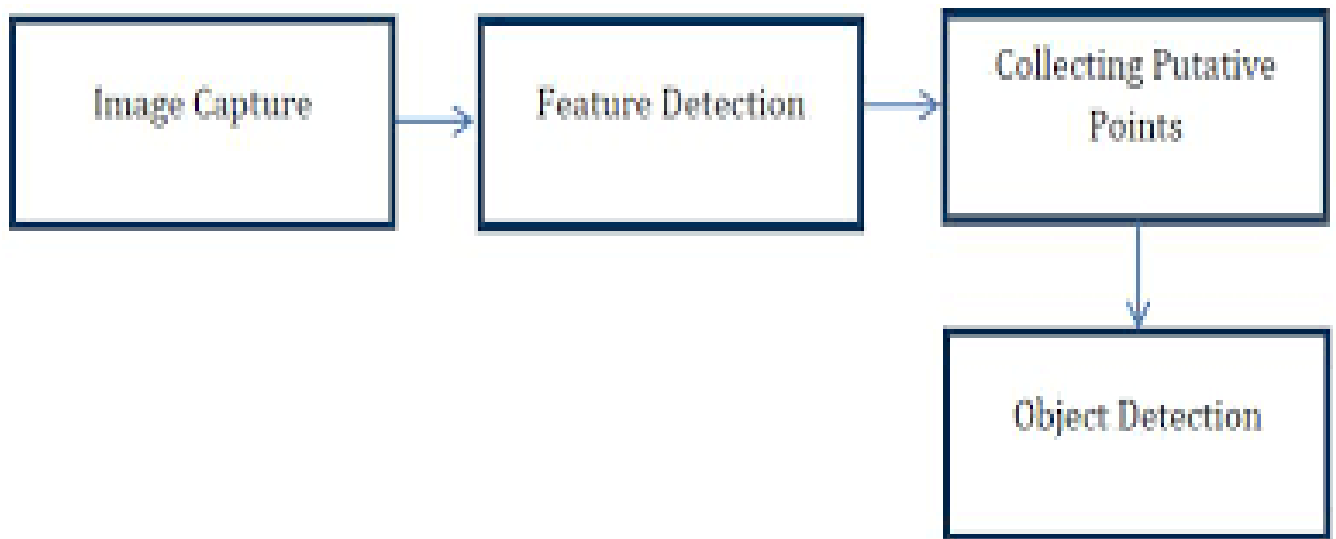 Image Capture
Feature Detection
Collecting Putative
Points
Object Detection